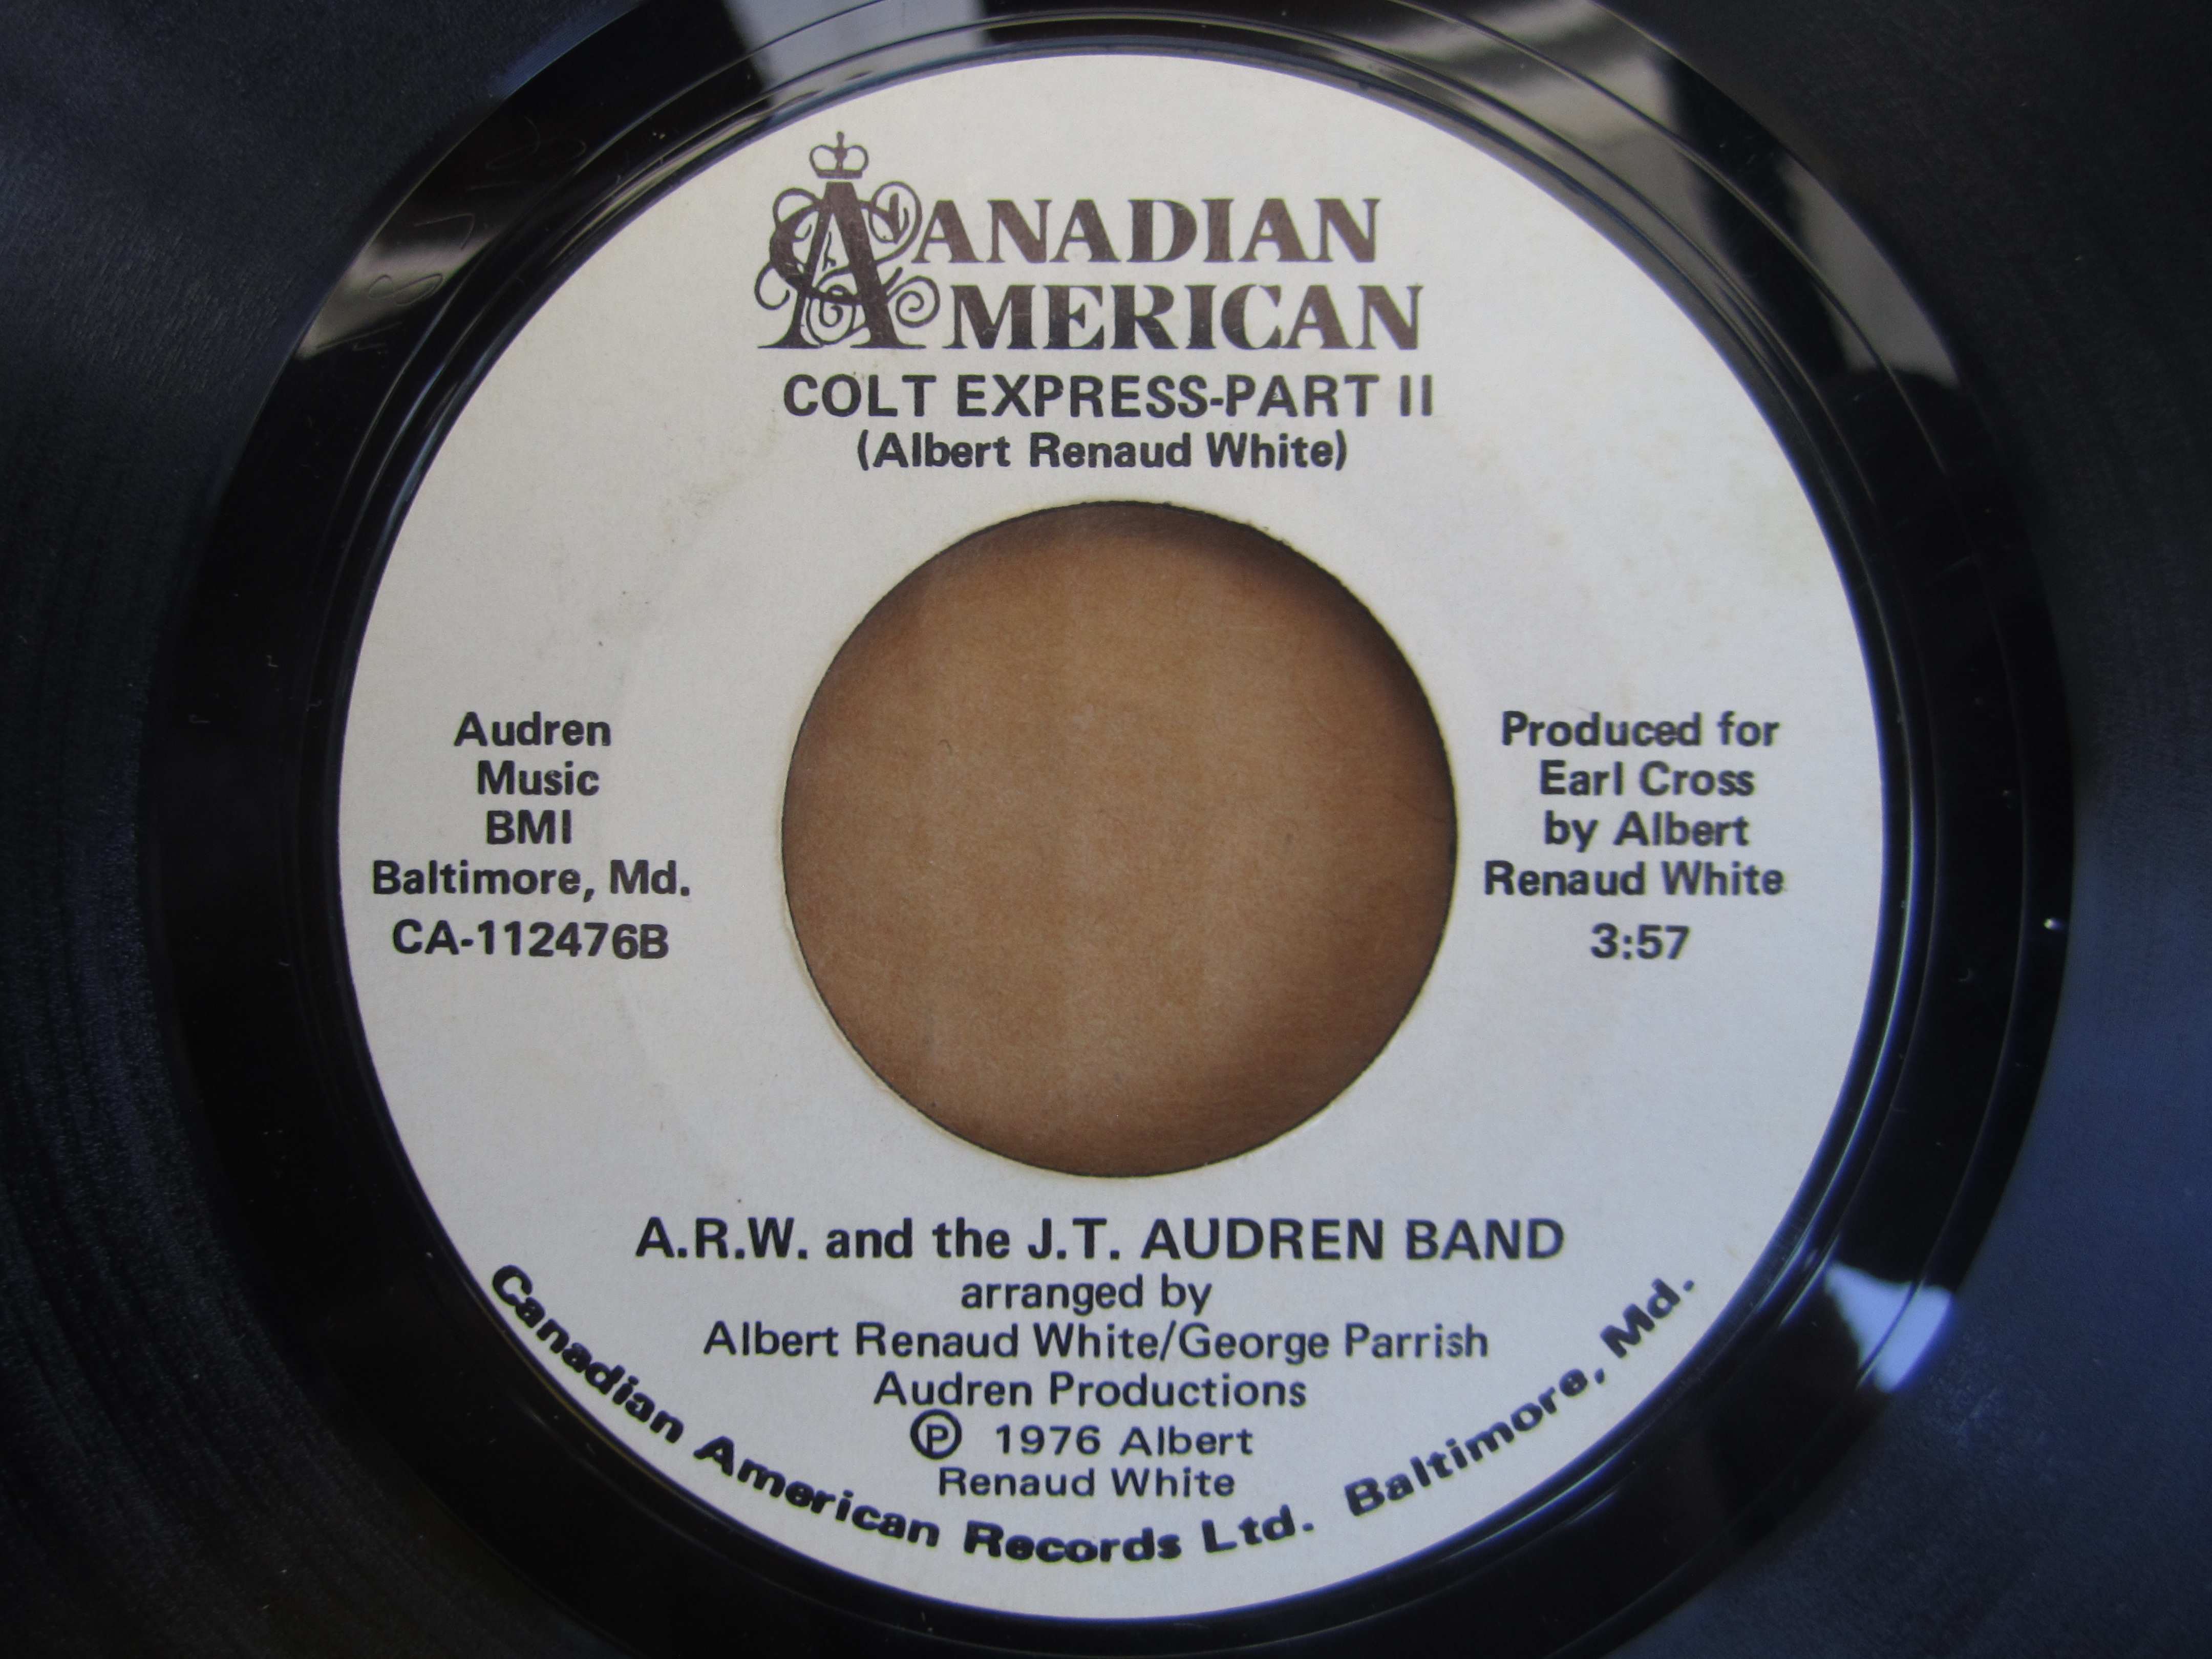 CANADIAN
AMERICAN
COLT EXPRESS-PART II
(Albert Renaud White)
Audren
Music
BMI
Baltimore, Md.
CA-112476B
Produced for
Earl Cross
by Albert
Renaud White
3:57
A.R.W. and the J.T. AUDREN BAND
arranged by
Albert Renaud White/George Parrish
Audren Productions
Ⓟ 1976 Albert
Renaud White
Canadian American Records Ltd. Baltimore, Md.